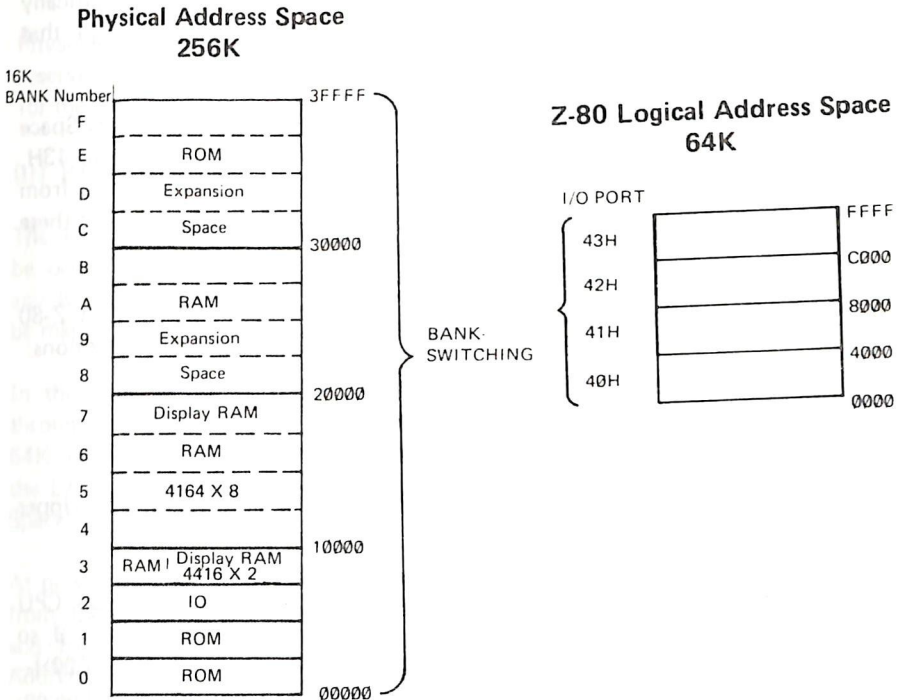 Physical Address Space
256K
16K
BANK Number
3FFFF
F
E ROM
D Expansion
C Space
30000
B
A RAM
9 Expansion
8 Space
20000
7 Display RAM
6 RAM
5 4164 X 8
4
10000
3 RAM Display RAM
4416 X 2
2 IO
1 ROM
0 ROM
00000
BANK-
SWITCHING
Z-80 Logical Address Space
64K
I/O PORT
FFFF
43H
C000
42H
8000
41H
4000
40H
0000